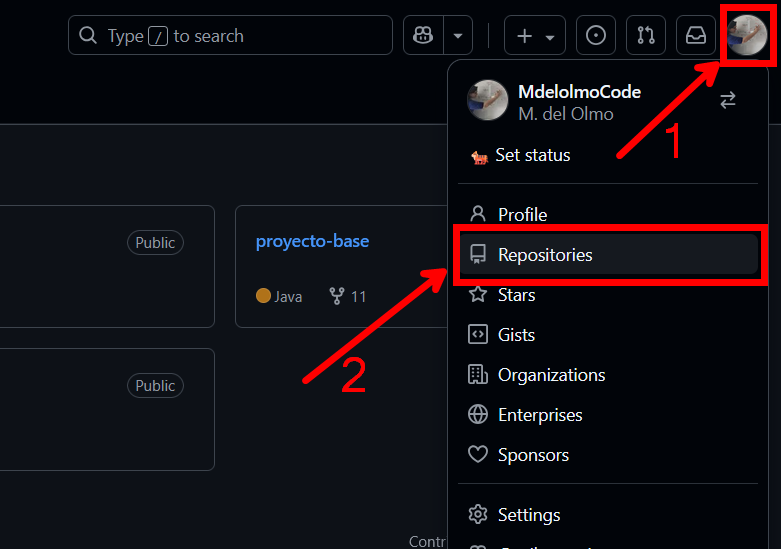 Type / to search
1
MdelolmoCode
M. del Olmo
Set status
Public
proyecto-base
Java
11
Public
2
Profile
Repositories
Stars
Gists
Organizations
Enterprises
Sponsors
Settings